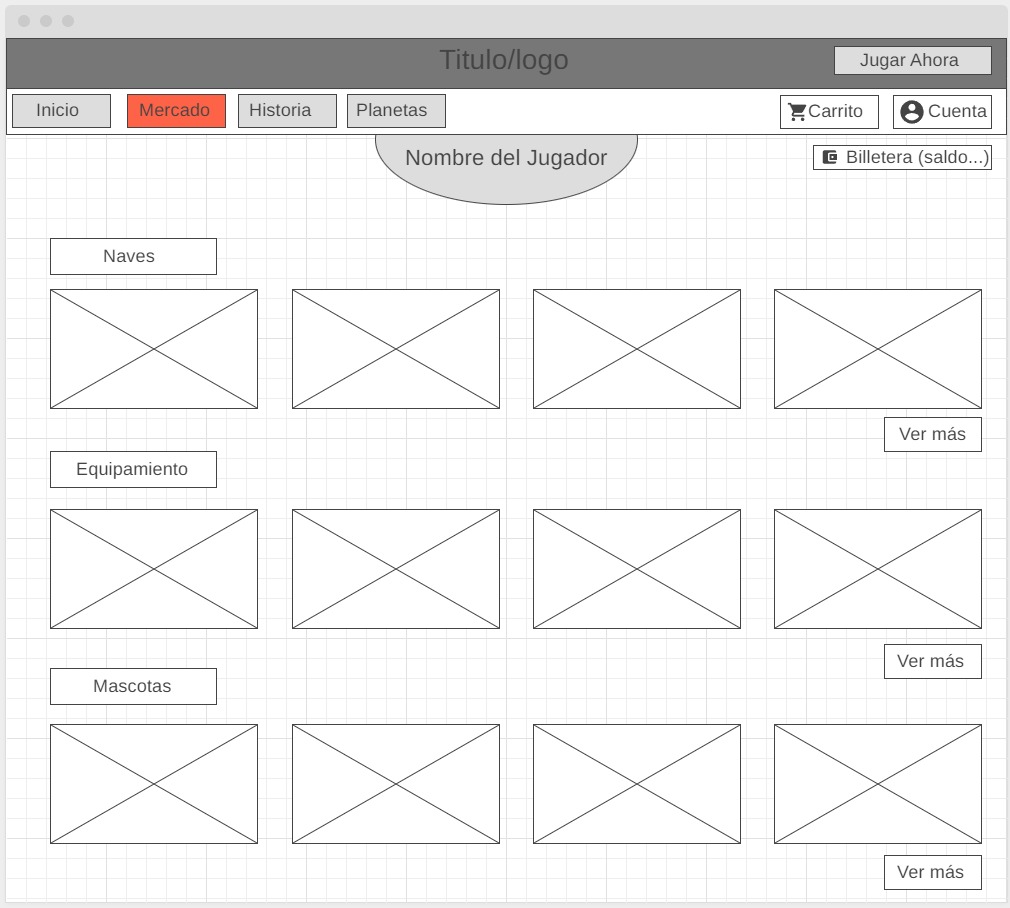 Titulo/logo
Jugar Ahora
Inicio
Mercado
Historia
Planetas
Carrito
Cuenta
Nombre del Jugador
Billetera (saldo...)
Naves
Ver más
Equipamiento
Ver más
Mascotas
Ver más